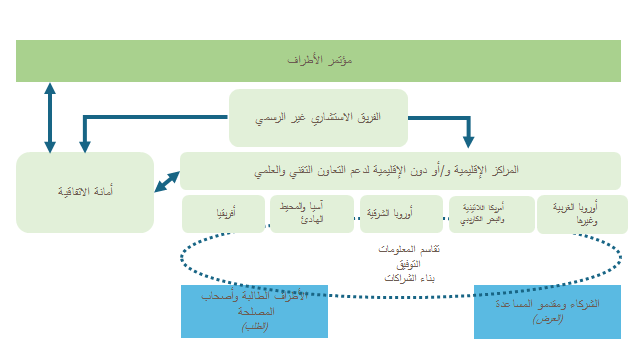 مؤتمر الأطراف
الفريق الاستشاري غير الرسمي
أمانة الاتفاقية
المراكز الإقليمية و/أو دون الإقليمية لدعم التعاون التقني والعلمي
أفريقيا
آسيا والمحيط
الهادئ
أوروبا الشرقية
أمريكا اللاتينية
والبحر الكاريبي
أوروبا الغربية
وغيرها
تقاسم المعلومات
التوفيق
بناء الشراكات
الأطراف الطالبة وأصحاب
المصلحة
(الطلب)
الشركاء ومقدمو المساعدة
(العرض)